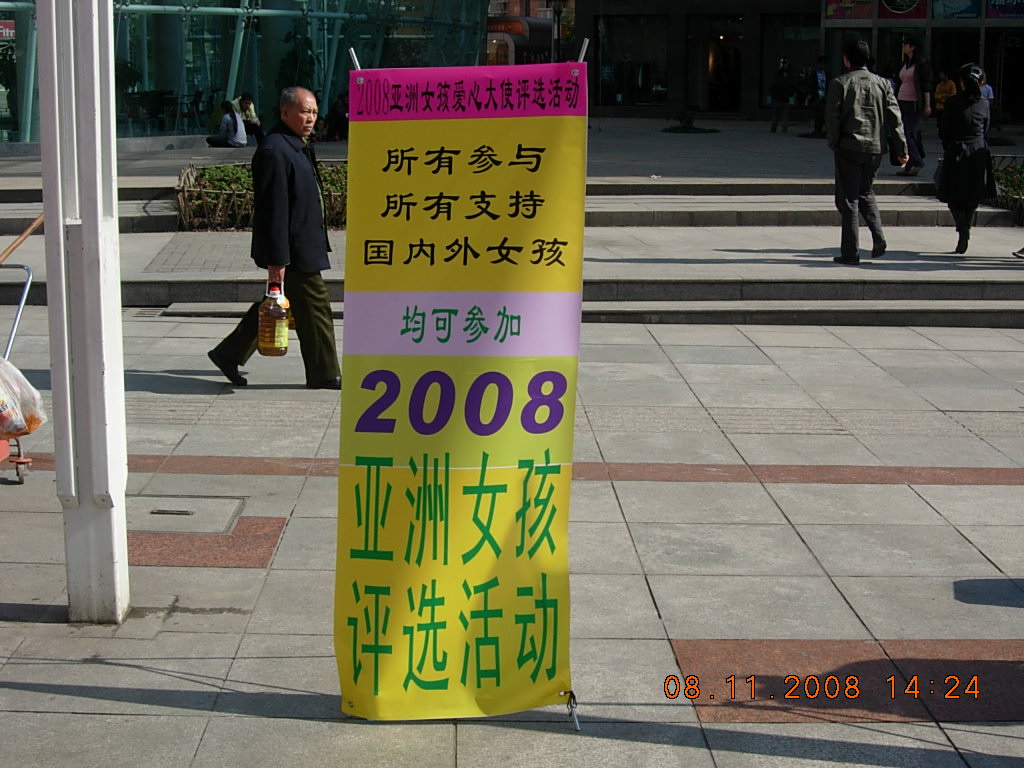 2008亚洲女孩爱心大使评选活动
所有参与
所有支持
国内外女孩
均可参加
2008
亚洲女孩
评选活动
08.11.2008 14:24